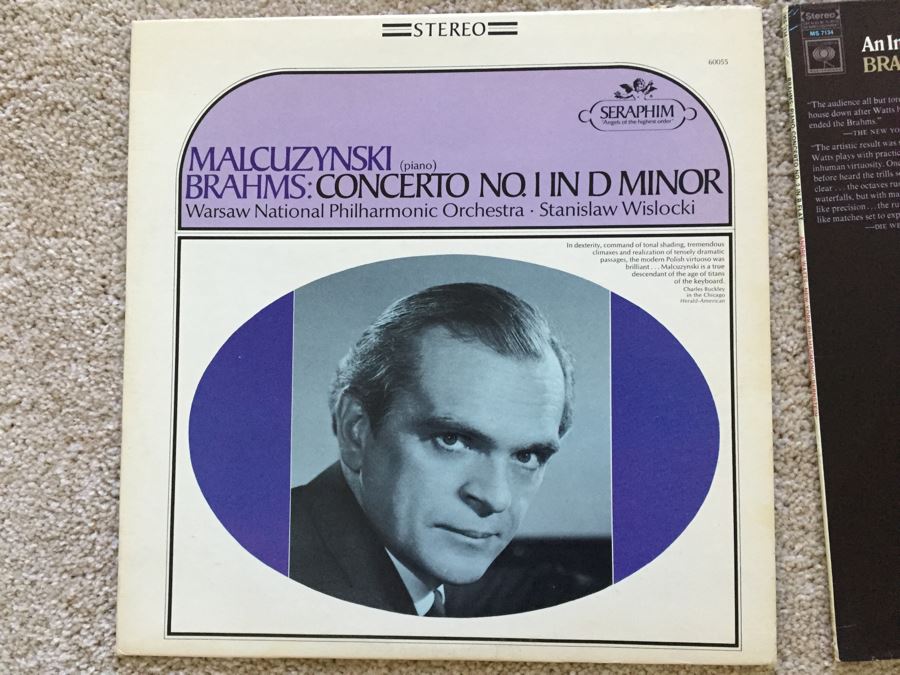 STEREO
60055
SERAPHIM
"Angels of the highest order"
MALCUZYNSKI (piano)
BRAHMS: CONCERTO NO. 1 IN D MINOR
Warsaw National Philharmonic Orchestra · Stanislaw Wislocki
In dexterity, command of tonal shading, tremendous
climaxes and realization of tensely dramatic
passages, the modern Polish virtuoso was
brilliant . . . Malcuzynski is a true
descendant of the age of titans
of the keyboard.
Charles Buckley
in the Chicago
Herald-American
Stereo
MS 7134
An In
BRA
"The audience all but tor
house down after Watts h
ended the Brahms."
—THE NEW YO
"The artistic result was
Watts plays with practic
inhuman virtuosity. On
before heard the trills s
clear . . . the octaves ru
waterfalls, but with ma
like precision . . . the ru
like matches set to exp
—DIE WE